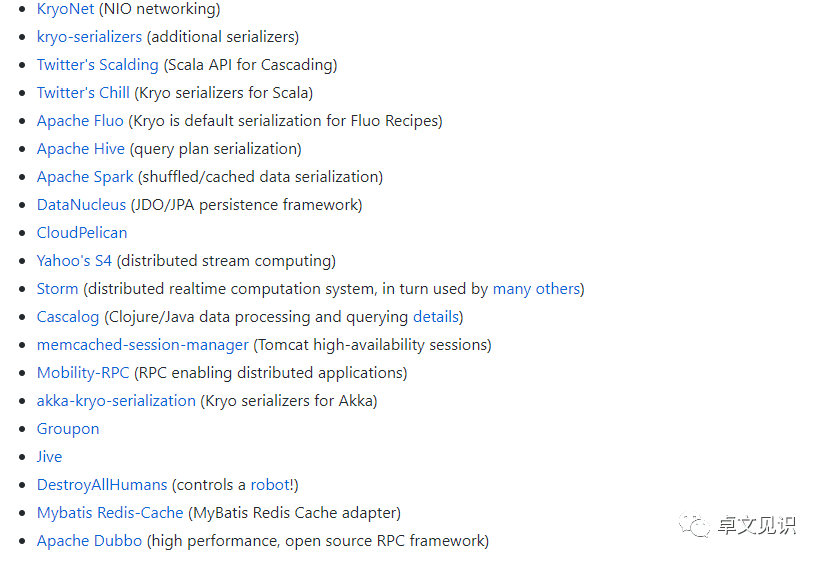 KryoNet (NIO networking)
kryo-serializers (additional serializers)
Twitter's Scalding (Scala API for Cascading)
Twitter's Chill (Kryo serializers for Scala)
Apache Fluo (Kryo is default serialization for Fluo Recipes)
Apache Hive (query plan serialization)
Apache Spark (shuffled/cached data serialization)
DataNucleus (JDO/JPA persistence framework)
CloudPelican
Yahoo's S4 (distributed stream computing)
Storm (distributed realtime computation system, in turn used by many others)
Cascalog (Clojure/Java data processing and querying details)
memcached-session-manager (Tomcat high-availability sessions)
Mobility-RPC (RPC enabling distributed applications)
akka-kryo-serialization (Kryo serializers for Akka)
Groupon
Jive
DestroyAllHumans (controls a robot!)
Mybatis Redis-Cache (MyBatis Redis Cache adapter)
Apache Dubbo (high performance, open source RPC framework)
卓文见识